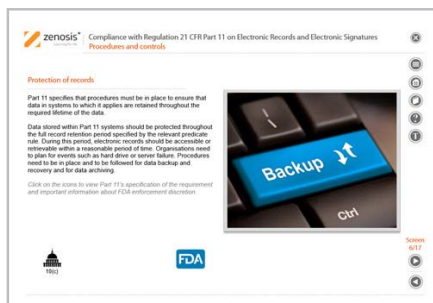 zenosis
Compliance with Regulation 21 CFR Part 11 on Electronic Records and Electronic Signatures
Procedures and controls
Protection of records
Part 11 specifies that procedures must be in place to ensure that
data in systems to which it applies are retained throughout the
required lifetime of the data.
Data stored within Part 11 systems should be protected throughout
the full record retention period specified by the relevant predicate
rule. During this period, electronic records should be accessible or
retrievable within a reasonable period of time. Organisations need
to plan for events such as hard drive or server failure. Procedures
need to be in place and to be followed for data backup and
recovery and for data archiving.
Click on the icons to view Part 11's specification of the requirement
and important information about FDA enforcement discretion
Backup
Ctrl
10(c)
FDA
Screen
6/17